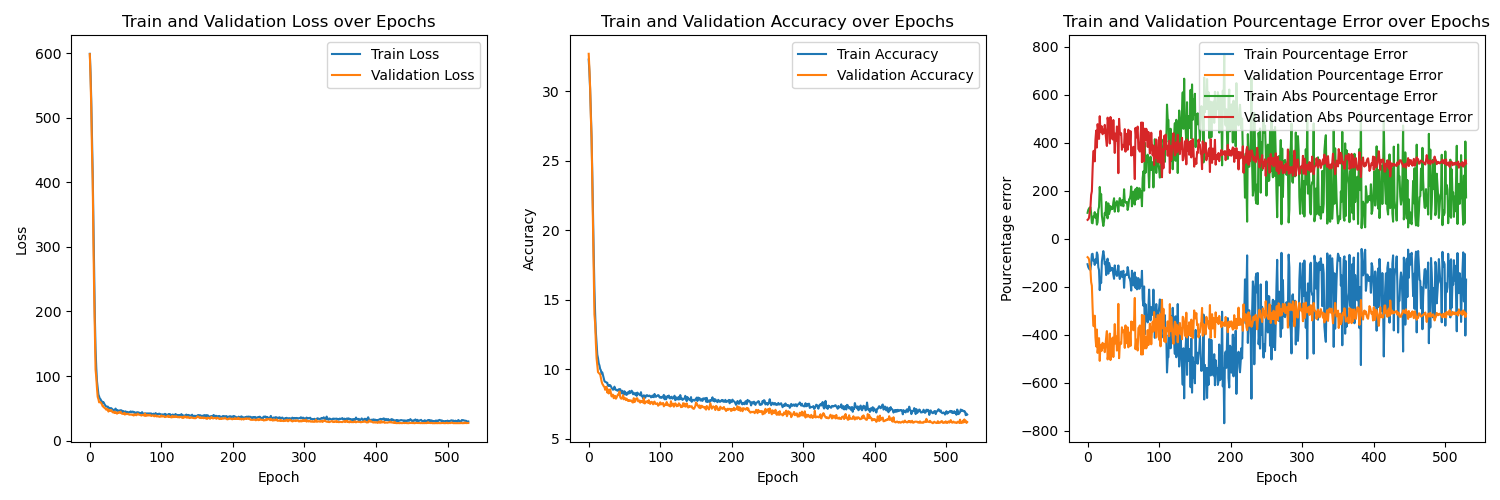 Train and Validation Loss over Epochs
Loss
600
500
400
300
200
100
0
Train Loss
Validation Loss
0 100 200 300 400 500
Epoch
Train and Validation Accuracy over Epochs
Accuracy
30
25
20
15
10
5
Train Accuracy
Validation Accuracy
0 100 200 300 400 500
Epoch
Train and Validation Pourcentage Error over Epochs
Pourcentage error
800
600
400
200
0
−200
−400
−600
−800
Train Pourcentage Error
Validation Pourcentage Error
Train Abs Pourcentage Error
Validation Abs Pourcentage Error
0 100 200 300 400 500
Epoch